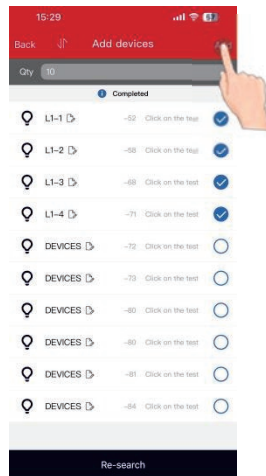 15:29
Back Add devices Add
Qty 10
Completed
L1-1 -52 Click on the test
L1-2 -58 Click on the test
L1-3 -68 Click on the test
L1-4 -71 Click on the test
DEVICES -72 Click on the test
DEVICES -73 Click on the test
DEVICES -80 Click on the test
DEVICES -80 Click on the test
DEVICES -81 Click on the test
DEVICES -84 Click on the test
Re-search